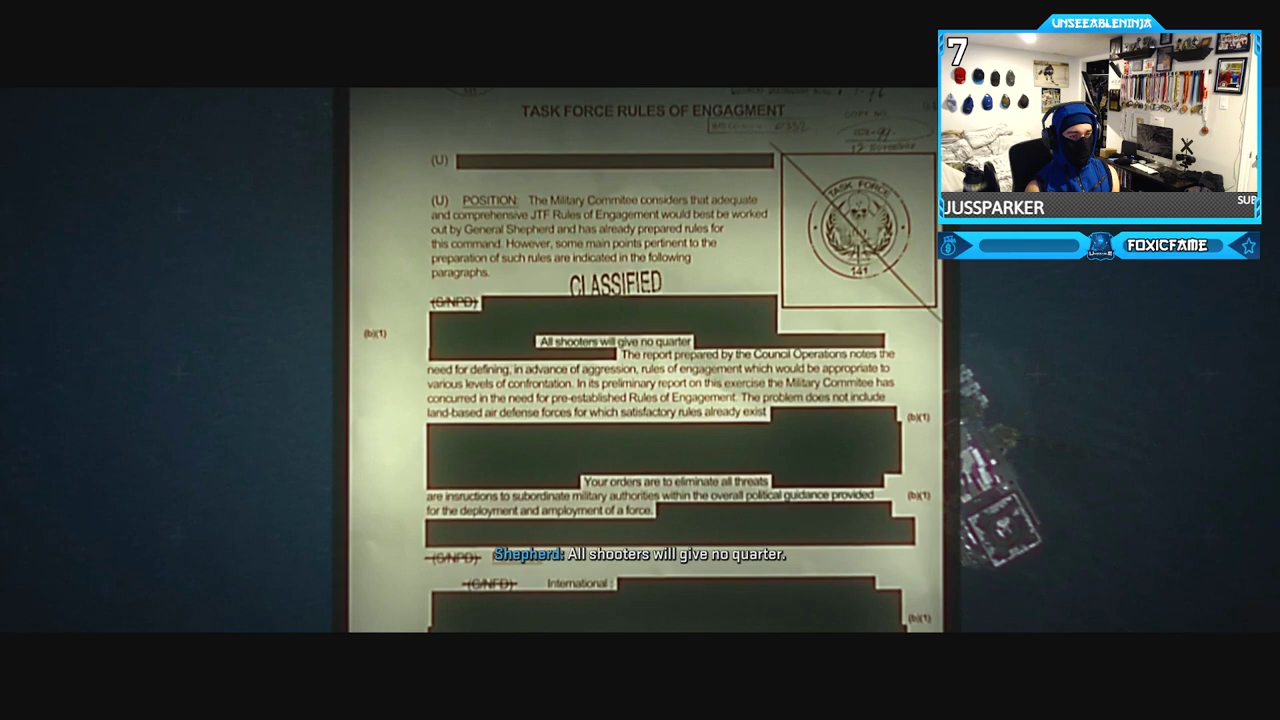 UNSEEABLENINJA
7
JUSSPARKER
SUB
FOXICFAME
TASK FORCE RULES OF ENGAGMENT
(U)
(U) POSITION: The Military Commitee considers that adequate
and comprehensive JTF Rules of Engagement would best be worked
out by General Shepherd and has already prepared rules for
this command. However, some main points pertinent to the
preparation of such rules are indicated in the following
paragraphs.
TASK FORCE
141
CLASSIFIED
(S/NPD)
(b)(1)
All shooters will give no quarter
The report prepared by the Council Operations notes the
need for defining, in advance of aggression, rules of engagement which would be appropriate to
various levels of confrontation. In its preliminary report on this exercise the Military Commitee has
concurred in the need for pre-established Rules of Engagement. The problem does not include
land-based air defense forces for which satisfactory rules already exist
(b)(1)
Your orders are to eliminate all threats
are insructions to subordinate military authorities within the overall political guidance provided
(b)(1)
for the deployment and amployment of a force.
(G/NPD)
Shepherd: All shooters will give no quarter.
(G/NFD) International :
(b)(1)